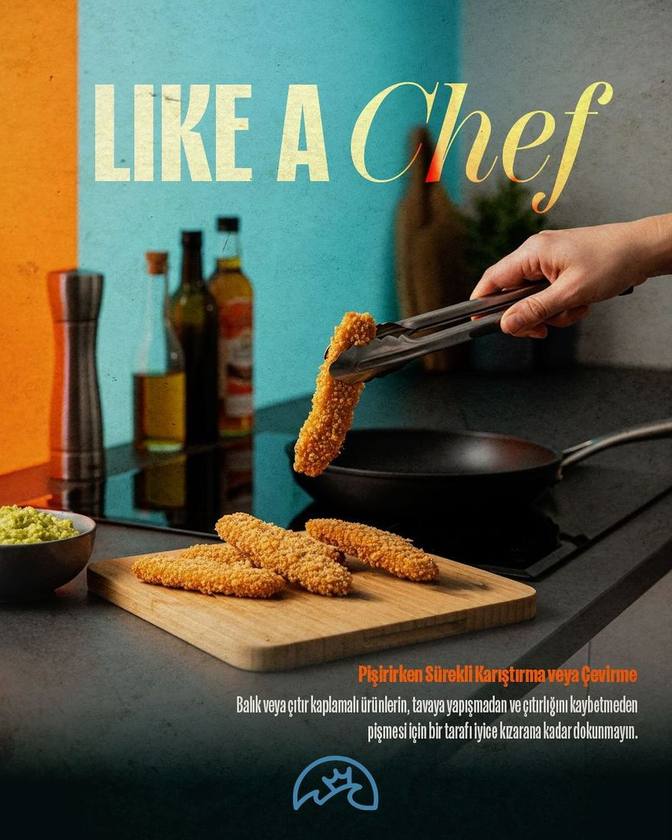 LIKE A Chef
Pişirirken Sürekli Karıştırma veya Çevirme
Balık veya çıtır kaplamalı ürünlerin, tavaya yapışmadan ve çıtırlığını kaybetmeden
pişmesi için bir tarafı iyice kızarana kadar dokunmayın.